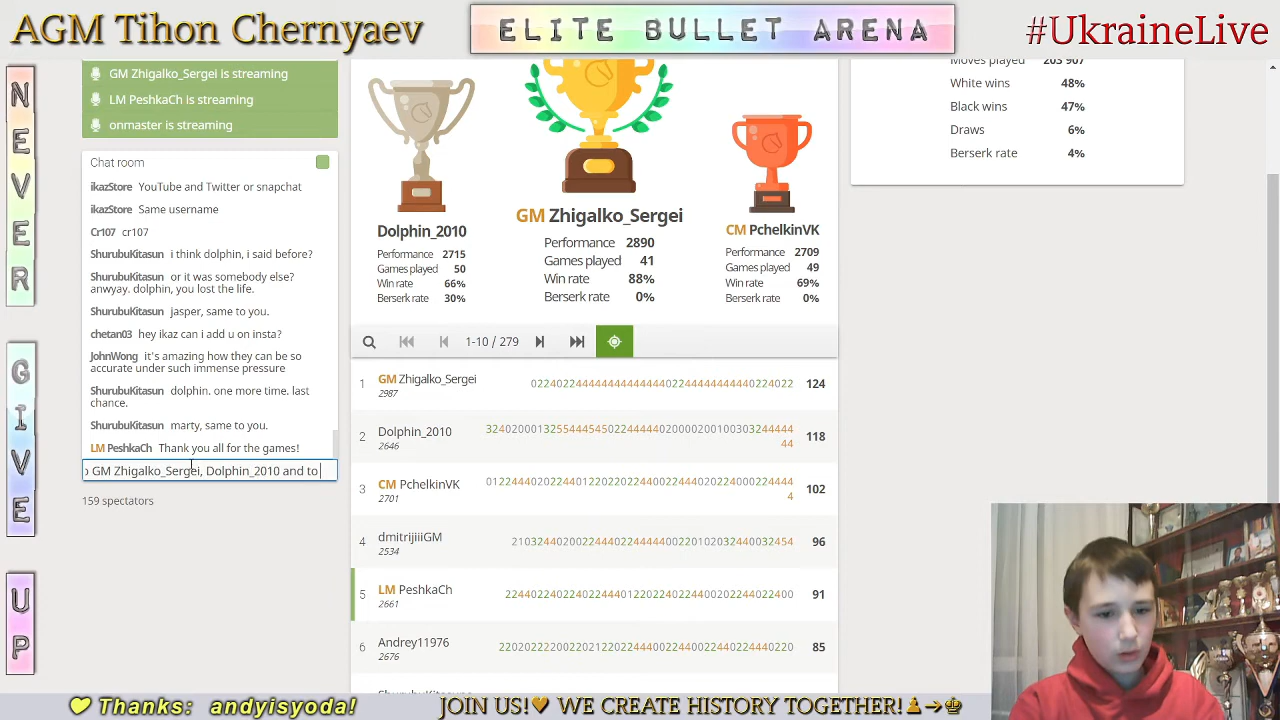 AGM Tihon Chernyaev
ELITE BULLET ARENA
#UkraineLive
NEVER
GIVE
UP
GM Zhigalko_Sergei is streaming
LM PeshkaCh is streaming
onmaster is streaming
Chat room
ikazStore YouTube and Twitter or snapchat
ikazStore Same username
Cr107 cr107
ShurubuKitasun i think dolphin, i said before?
ShurubuKitasun or it was somebody else?
anwyay. dolphin, you lost the life.
ShurubuKitasun jasper, same to you.
chetan03 hey ikaz can i add u on insta?
JohnWong it's amazing how they can be so
accurate under such immense pressure
ShurubuKitasun dolphin. one more time. last
chance.
ShurubuKitasun marty, same to you.
LM PeshkaCh Thank you all for the games!
GM Zhigalko_Sergei, Dolphin_2010 and to
159 spectators
Dolphin_2010
Performance 2715
Games played 50
Win rate 66%
Berserk rate 30%
GM Zhigalko_Sergei
Performance 2890
Games played 41
Win rate 88%
Berserk rate 0%
CM PchelkinVK
Performance 2709
Games played 49
Win rate 69%
Berserk rate 0%
1-10 / 279
1 GM Zhigalko_Sergei 0224022444444444444440224444444440224022 124
2987
2 Dolphin_2010 118
2646
3 CM PchelkinVK 102
2701
4 dmitrijiiiGM 96
2534
5 LM PeshkaCh 91
2661
6 Andrey11976 85
2676
Moves played 203 907
White wins 48%
Black wins 47%
Draws 6%
Berserk rate 4%
Thanks: andyisyoda!
JOIN US! WE CREATE HISTORY TOGETHER!